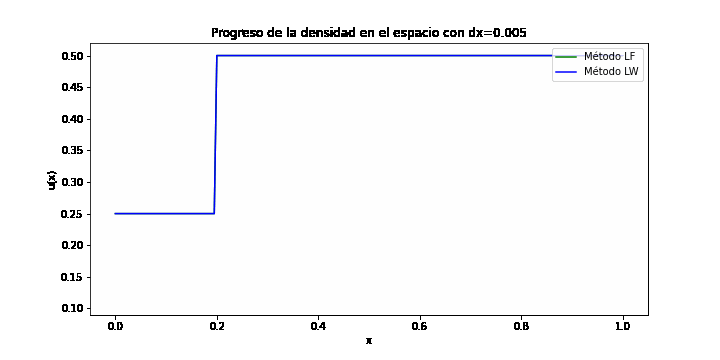 Progreso de la densidad en el espacio con dx=0.005
Método LF
Método LW
u(x)
0.50
0.45
0.40
0.35
0.30
0.25
0.20
0.15
0.10
0.0 0.2 0.4 0.6 0.8 1.0
x